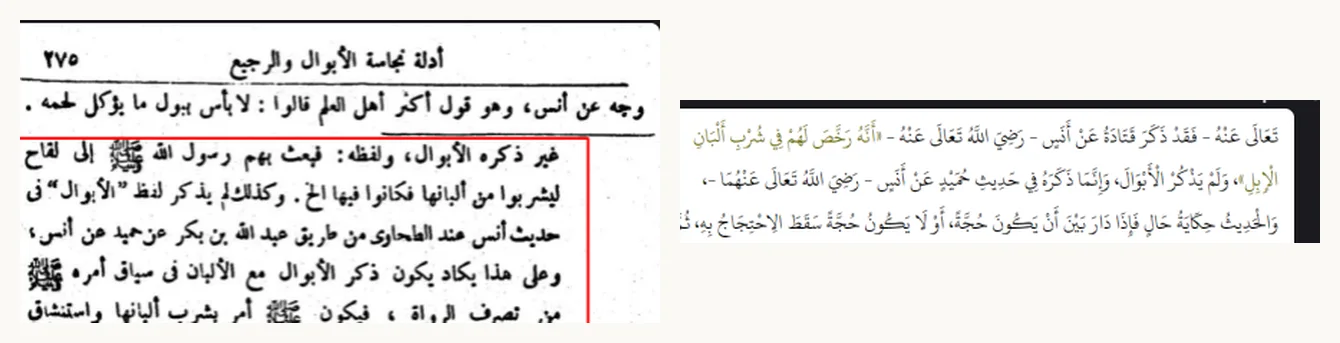 أدلة نجاسة الأبوال والرجيع ٢٧٥
وجه عن أنس، وهو قول أكثر أهل العلم قالوا: لا بأس ببول ما يؤكل لحمه.
غير ذكره الأبوال، ولفظه: فبعث بهم رسول الله ﷺ إلى لقاح
ليشربوا من ألبانها فكانوا فيها الخ. وكذلك لم يذكر لفظ "الأبوال" فى
حديث أنس عند الطحاوى من طريق عبد الله بن بكر عن حميد عن أنس،
وعلى هذا يكاد يكون ذكر الأبوال مع الألبان فى سياق أمره ﷺ
من تصرف الرواة، فيكون ﷺ أمر بشرب ألبانها واستنشاق
تَعَالَى عَنْهُ - فَقَدْ ذَكَرَ قَتَادَةُ عَنْ أَنَسٍ - رَضِيَ اللَّهُ تَعَالَى عَنْهُ - «أَنَّهُ رَخَّصَ لَهُمْ فِي شُرْبِ أَلْبَانِ
الْإِبِلِ»، وَلَمْ يَذْكُرْ الْأَبْوَالَ، وَإِنَّمَا ذَكَرَهُ فِي حَدِيثِ حُمَيْدٍ عَنْ أَنَسٍ - رَضِيَ اللَّهُ تَعَالَى عَنْهُمَا -،
وَالْحَدِيثُ حِكَايَةُ حَالٍ فَإِذَا دَارَ بَيْنَ أَنْ يَكُونَ حُجَّةً، أَوْ لَا يَكُونُ حُجَّةً سَقَطَ الِاحْتِجَاجُ بِهِ،